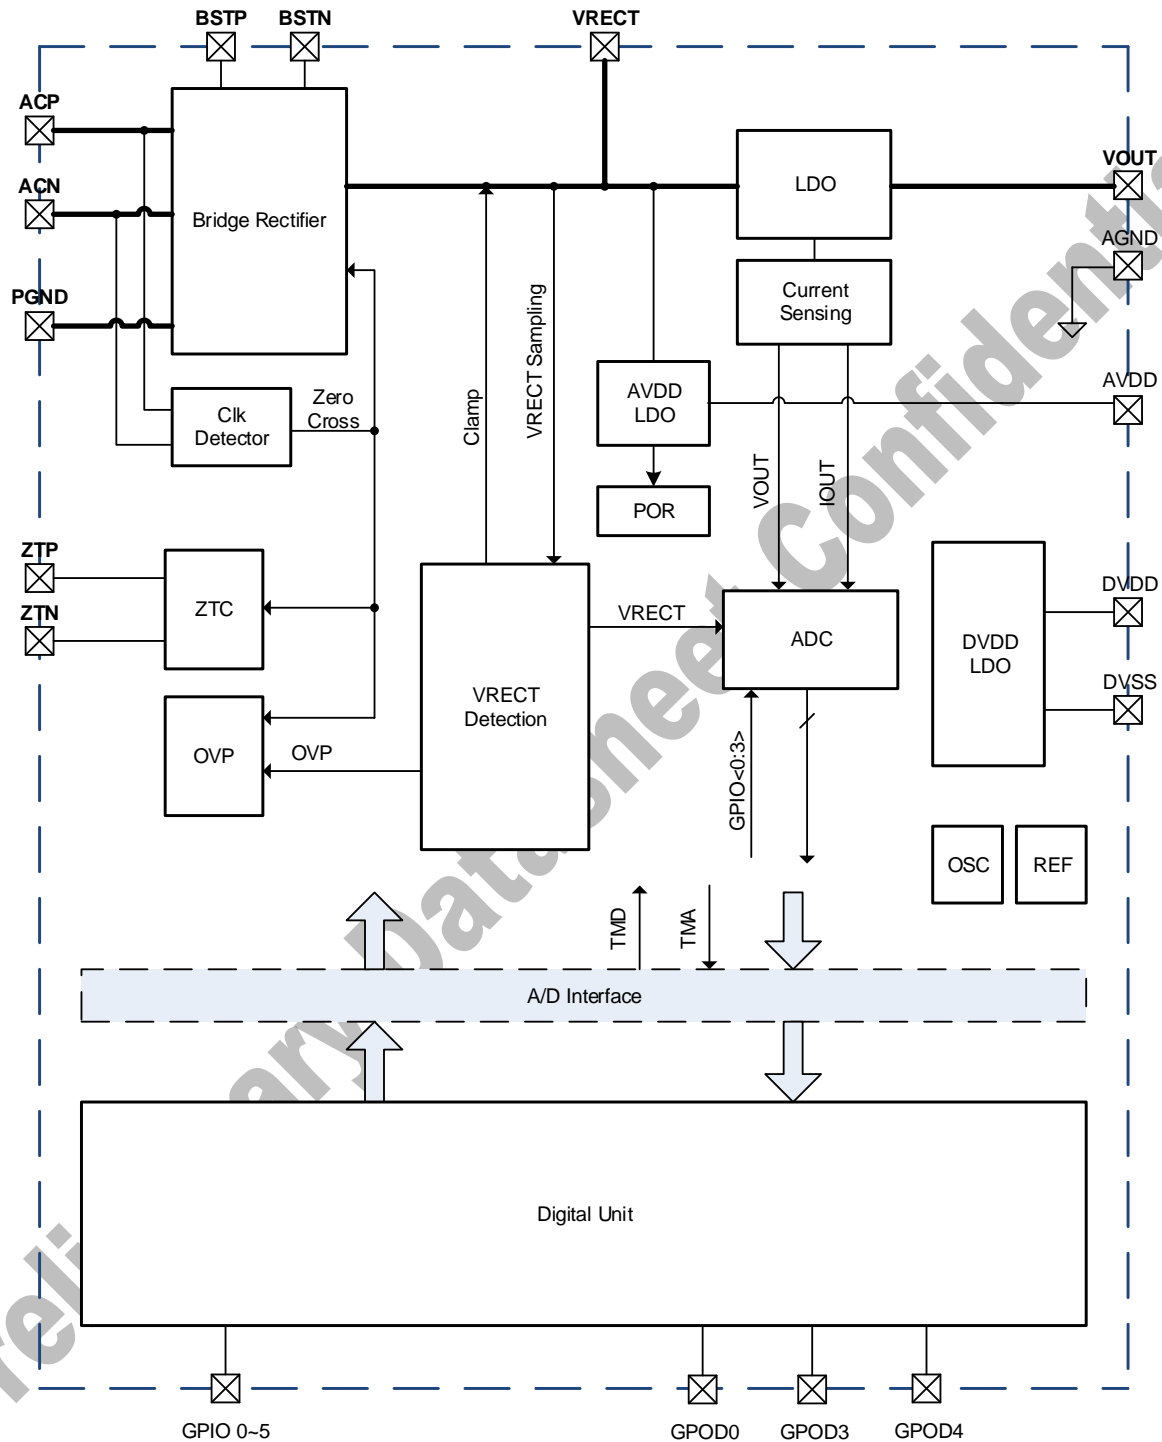 BSTP
BSTN
VRECT
ACP
ACN
PGND
VOUT
AGND
AVDD
Bridge Rectifier
LDO
Current
Sensing
Clk
Detector
Zero
Cross
Clamp
VRECT Sampling
AVDD
LDO
POR
VOUT
IOUT
ZTP
ZTN
ZTC
OVP
OVP
VRECT
Detection
VRECT
ADC
GPIO<0:3>
DVDD
LDO
DVDD
DVSS
OSC
REF
TMD
TMA
A/D Interface
Digital Unit
GPIO 0~5
GPOD0
GPOD3
GPOD4
Datasheet Confidential